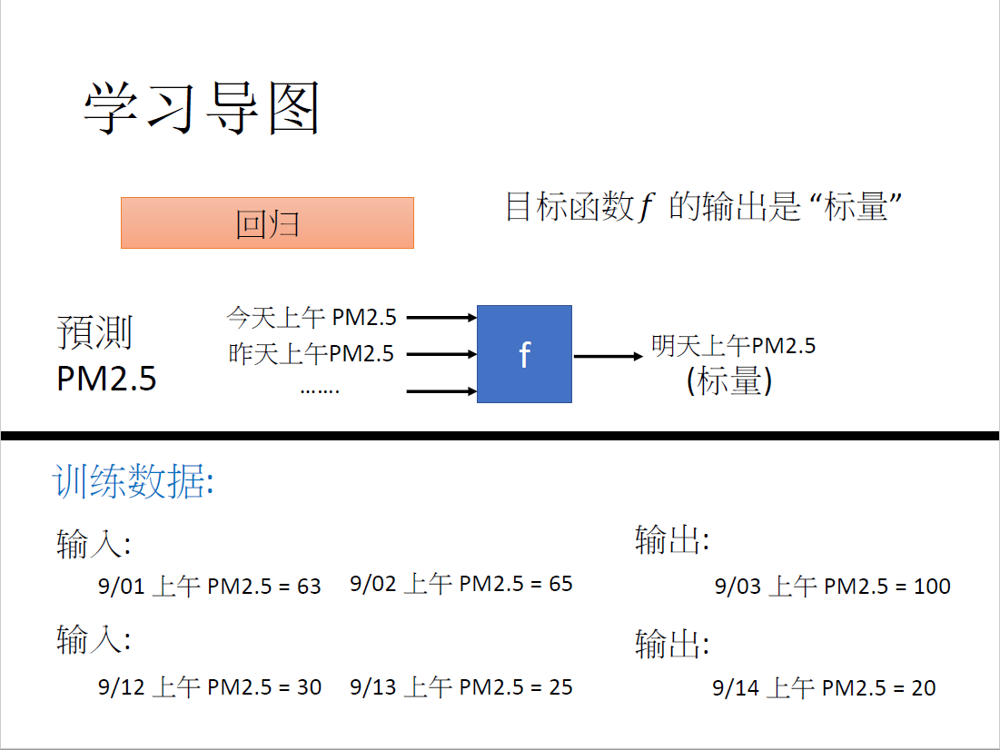 学习导图
回归
目标函数f 的输出是 “标量”
預測
PM2.5
今天上午 PM2.5
昨天上午PM2.5
…….
f
明天上午PM2.5
(标量)
训练数据:
输入:
输出:
9/01 上午 PM2.5 = 63
9/02 上午 PM2.5 = 65
9/03 上午 PM2.5 = 100
输入:
输出:
9/12 上午 PM2.5 = 30
9/13 上午 PM2.5 = 25
9/14 上午 PM2.5 = 20